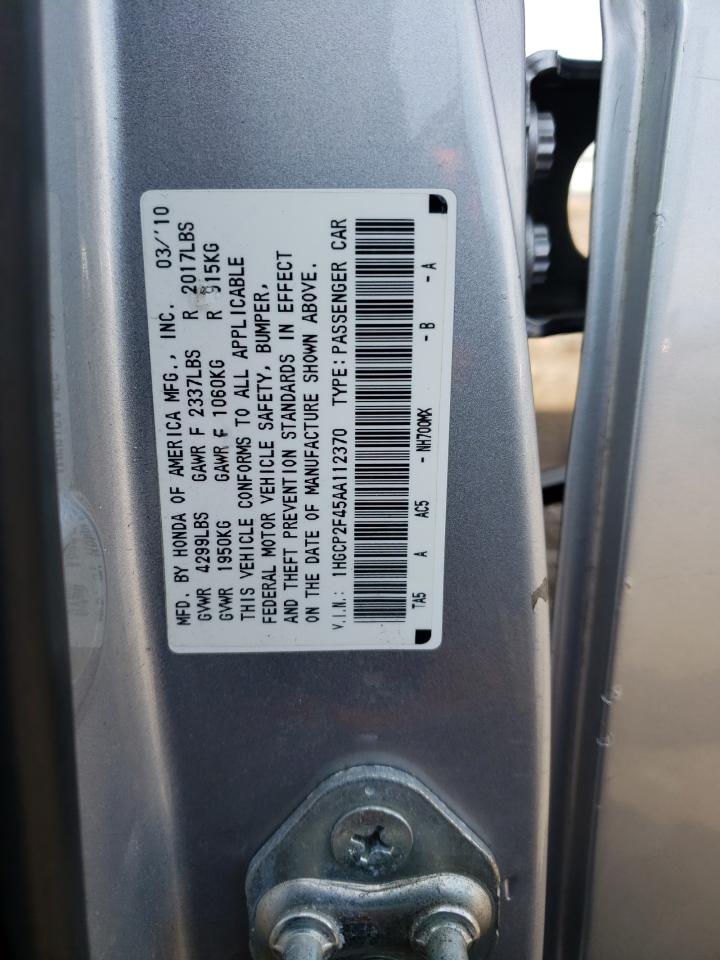 MFD. BY HONDA OF AMERICA MFG., INC. 03/'10
GVWR 4299LBS GAWR F 2337LBS R 2017LBS
GVWR 1950KG GAWR F 1060KG R 915KG
THIS VEHICLE CONFORMS TO ALL APPLICABLE
FEDERAL MOTOR VEHICLE SAFETY, BUMPER,
AND THEFT PREVENTION STANDARDS IN EFFECT
ON THE DATE OF MANUFACTURE SHOWN ABOVE.
V.I.N.: 1HGCP2F45AA112370 TYPE: PASSENGER CAR
TA5 A AC5 - NH700MX - B - A